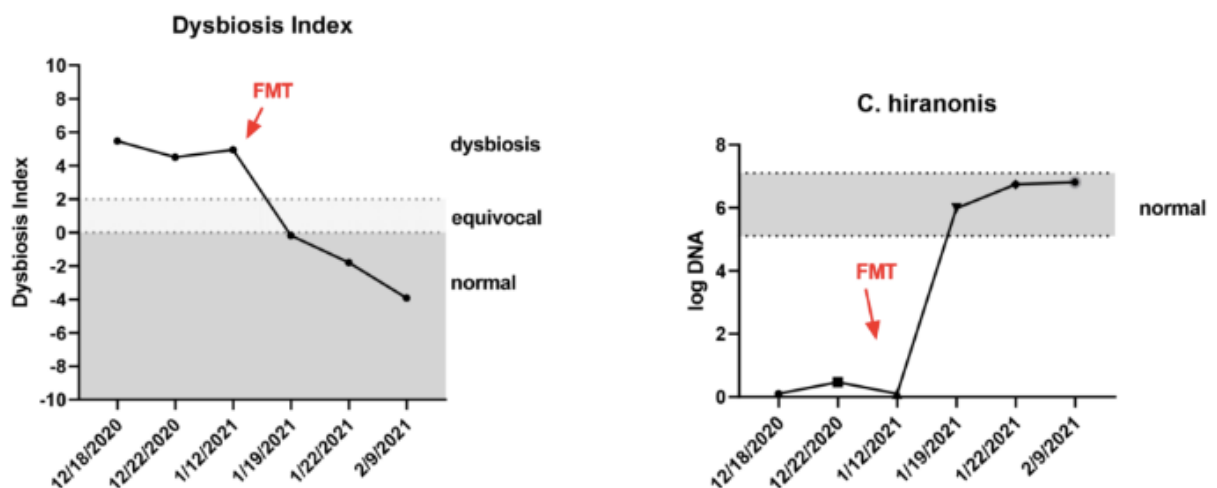 Dysbiosis Index
Dysbiosis Index
10
8
6
4
2
0
-2
-4
-6
-8
-10
FMT
dysbiosis
equivocal
normal
12/18/2020
12/22/2020
1/12/2021
1/19/2021
1/22/2021
2/9/2021
C. hiranonis
log DNA
8
6
4
2
0
FMT
normal
12/18/2020
12/22/2020
1/12/2021
1/19/2021
1/22/2021
2/9/2021